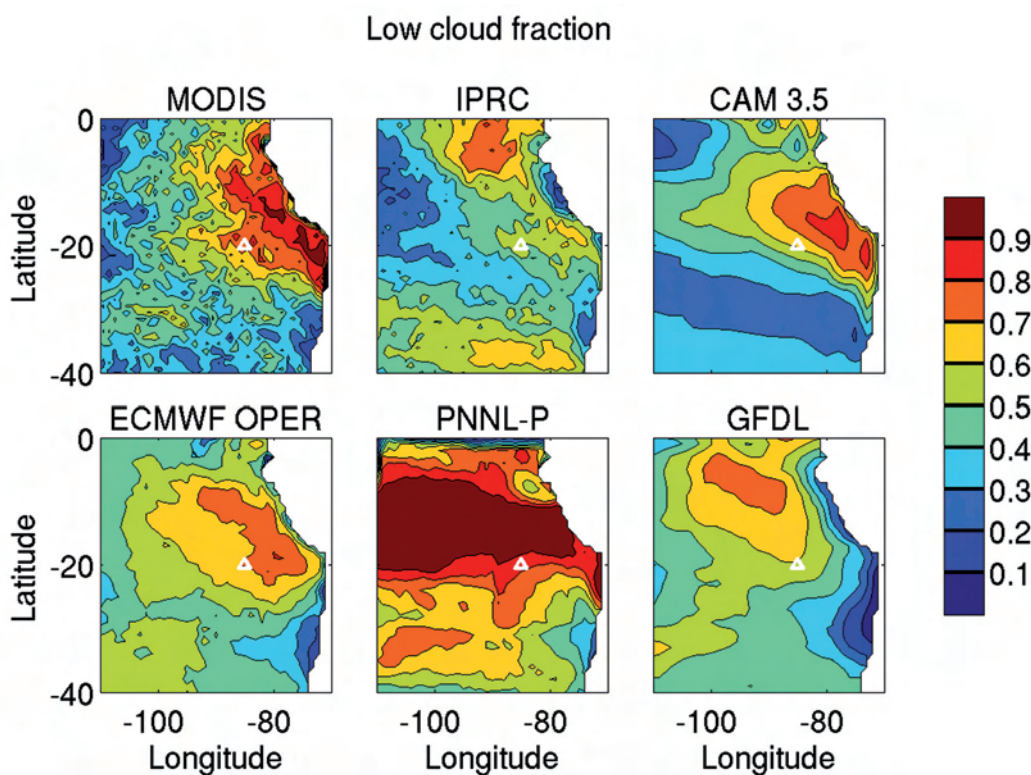 Low cloud fraction
MODIS
IPRC
CAM 3.5
Latitude
0
-20
-40
0
-20
-40
0.9
0.8
0.7
0.6
0.5
0.4
0.3
0.2
0.1
ECMWF OPER
PNNL-P
GFDL
Latitude
-100 -80
-100 -80
-100 -80
Longitude
Longitude
Longitude